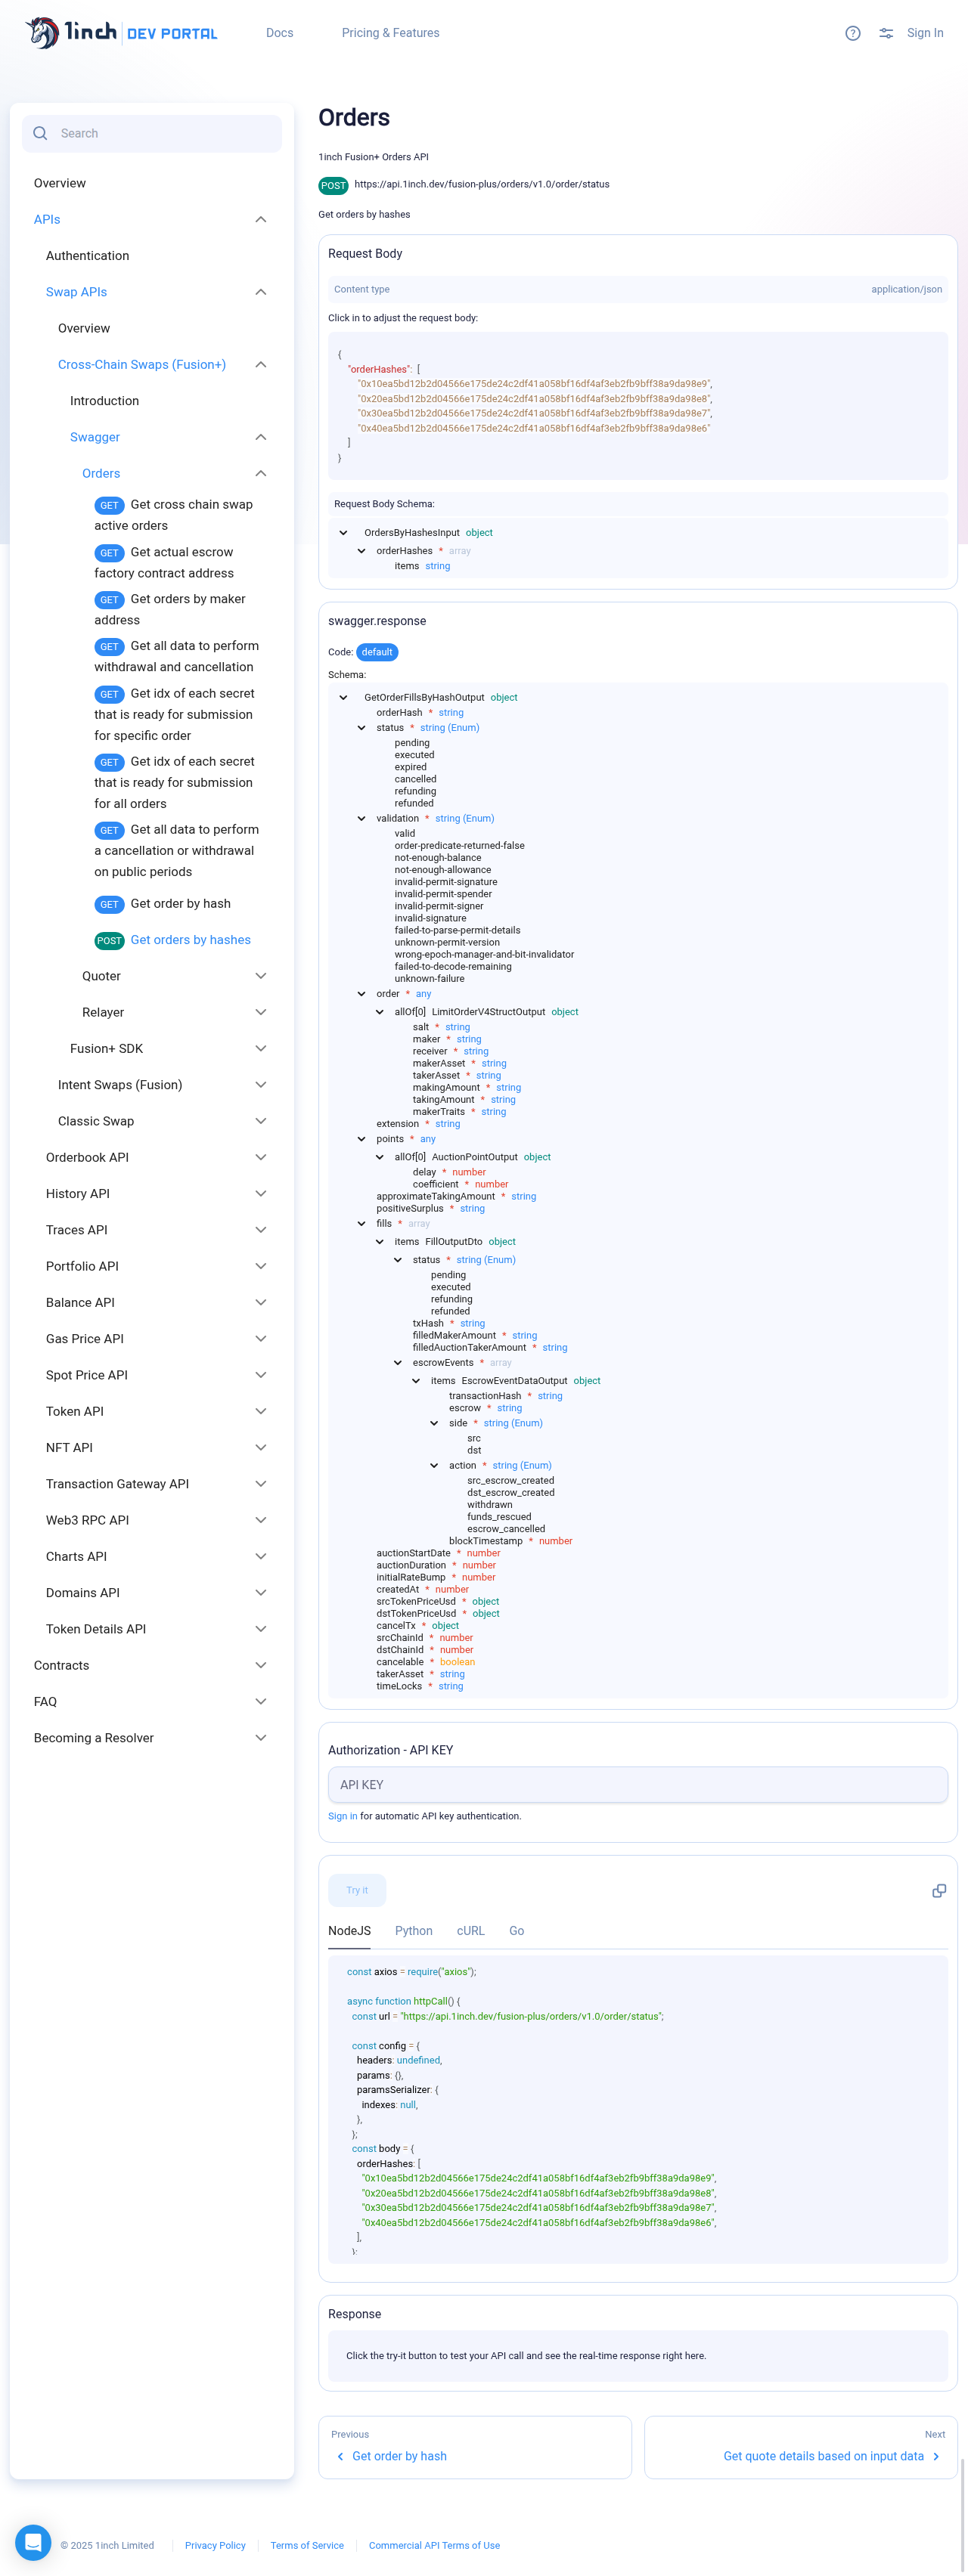 1inch DEV PORTAL
Docs
Pricing & Features
Sign In
Search
Overview
APIs
Authentication
Swap APIs
Overview
Cross-Chain Swaps (Fusion+)
Introduction
Swagger
Orders
GET Get cross chain swap
active orders
GET Get actual escrow
factory contract address
GET Get orders by maker
address
GET Get all data to perform
withdrawal and cancellation
GET Get idx of each secret
that is ready for submission
for specific order
GET Get idx of each secret
that is ready for submission
for all orders
GET Get all data to perform
a cancellation or withdrawal
on public periods
GET Get order by hash
POST Get orders by hashes
Quoter
Relayer
Fusion+ SDK
Intent Swaps (Fusion)
Classic Swap
Orderbook API
History API
Traces API
Portfolio API
Balance API
Gas Price API
Spot Price API
Token API
NFT API
Transaction Gateway API
Web3 RPC API
Charts API
Domains API
Token Details API
Contracts
FAQ
Becoming a Resolver
Orders
1inch Fusion+ Orders API
POST https://api.1inch.dev/fusion-plus/orders/v1.0/order/status
Get orders by hashes
Request Body
Content type application/json
Click in to adjust the request body:
{
"orderHashes": [
"0x10ea5bd12b2d04566e175de24c2df41a058bf16df4af3eb2fb9bff38a9da98e9",
"0x20ea5bd12b2d04566e175de24c2df41a058bf16df4af3eb2fb9bff38a9da98e8",
"0x30ea5bd12b2d04566e175de24c2df41a058bf16df4af3eb2fb9bff38a9da98e7",
"0x40ea5bd12b2d04566e175de24c2df41a058bf16df4af3eb2fb9bff38a9da98e6"
]
}
Request Body Schema:
OrdersByHashesInput object
orderHashes * array
items string
swagger.response
Code: default
Schema:
GetOrderFillsByHashOutput object
orderHash * string
status * string (Enum)
pending
executed
expired
cancelled
refunding
refunded
validation * string (Enum)
valid
order-predicate-returned-false
not-enough-balance
not-enough-allowance
invalid-permit-signature
invalid-permit-spender
invalid-permit-signer
invalid-signature
failed-to-parse-permit-details
unknown-permit-version
wrong-epoch-manager-and-bit-invalidator
failed-to-decode-remaining
unknown-failure
order * any
allOf[0] LimitOrderV4StructOutput object
salt * string
maker * string
receiver * string
makerAsset * string
takerAsset * string
makingAmount * string
takingAmount * string
makerTraits * string
extension * string
points * any
allOf[0] AuctionPointOutput object
delay * number
coefficient * number
approximateTakingAmount * string
positiveSurplus * string
fills * array
items FillOutputDto object
status * string (Enum)
pending
executed
refunding
refunded
txHash * string
filledMakerAmount * string
filledAuctionTakerAmount * string
escrowEvents * array
items EscrowEventDataOutput object
transactionHash * string
escrow * string
side * string (Enum)
src
dst
action * string (Enum)
src_escrow_created
dst_escrow_created
withdrawn
funds_rescued
escrow_cancelled
blockTimestamp * number
auctionStartDate * number
auctionDuration * number
initialRateBump * number
createdAt * number
srcTokenPriceUsd * object
dstTokenPriceUsd * object
cancelTx * object
srcChainId * number
dstChainId * number
cancelable * boolean
takerAsset * string
timeLocks * string
Authorization - API KEY
API KEY
Sign in for automatic API key authentication.
Try it
NodeJS Python cURL Go
const axios = require("axios");
async function httpCall() {
const url = "https://api.1inch.dev/fusion-plus/orders/v1.0/order/status";
const config = {
headers: undefined,
params: {},
paramsSerializer: {
indexes: null,
},
};
const body = {
orderHashes: [
"0x10ea5bd12b2d04566e175de24c2df41a058bf16df4af3eb2fb9bff38a9da98e9",
"0x20ea5bd12b2d04566e175de24c2df41a058bf16df4af3eb2fb9bff38a9da98e8",
"0x30ea5bd12b2d04566e175de24c2df41a058bf16df4af3eb2fb9bff38a9da98e7",
"0x40ea5bd12b2d04566e175de24c2df41a058bf16df4af3eb2fb9bff38a9da98e6",
],
};
Response
Click the try-it button to test your API call and see the real-time response right here.
Previous
Get order by hash
Next
Get quote details based on input data
© 2025 1inch Limited
Privacy Policy
Terms of Service
Commercial API Terms of Use